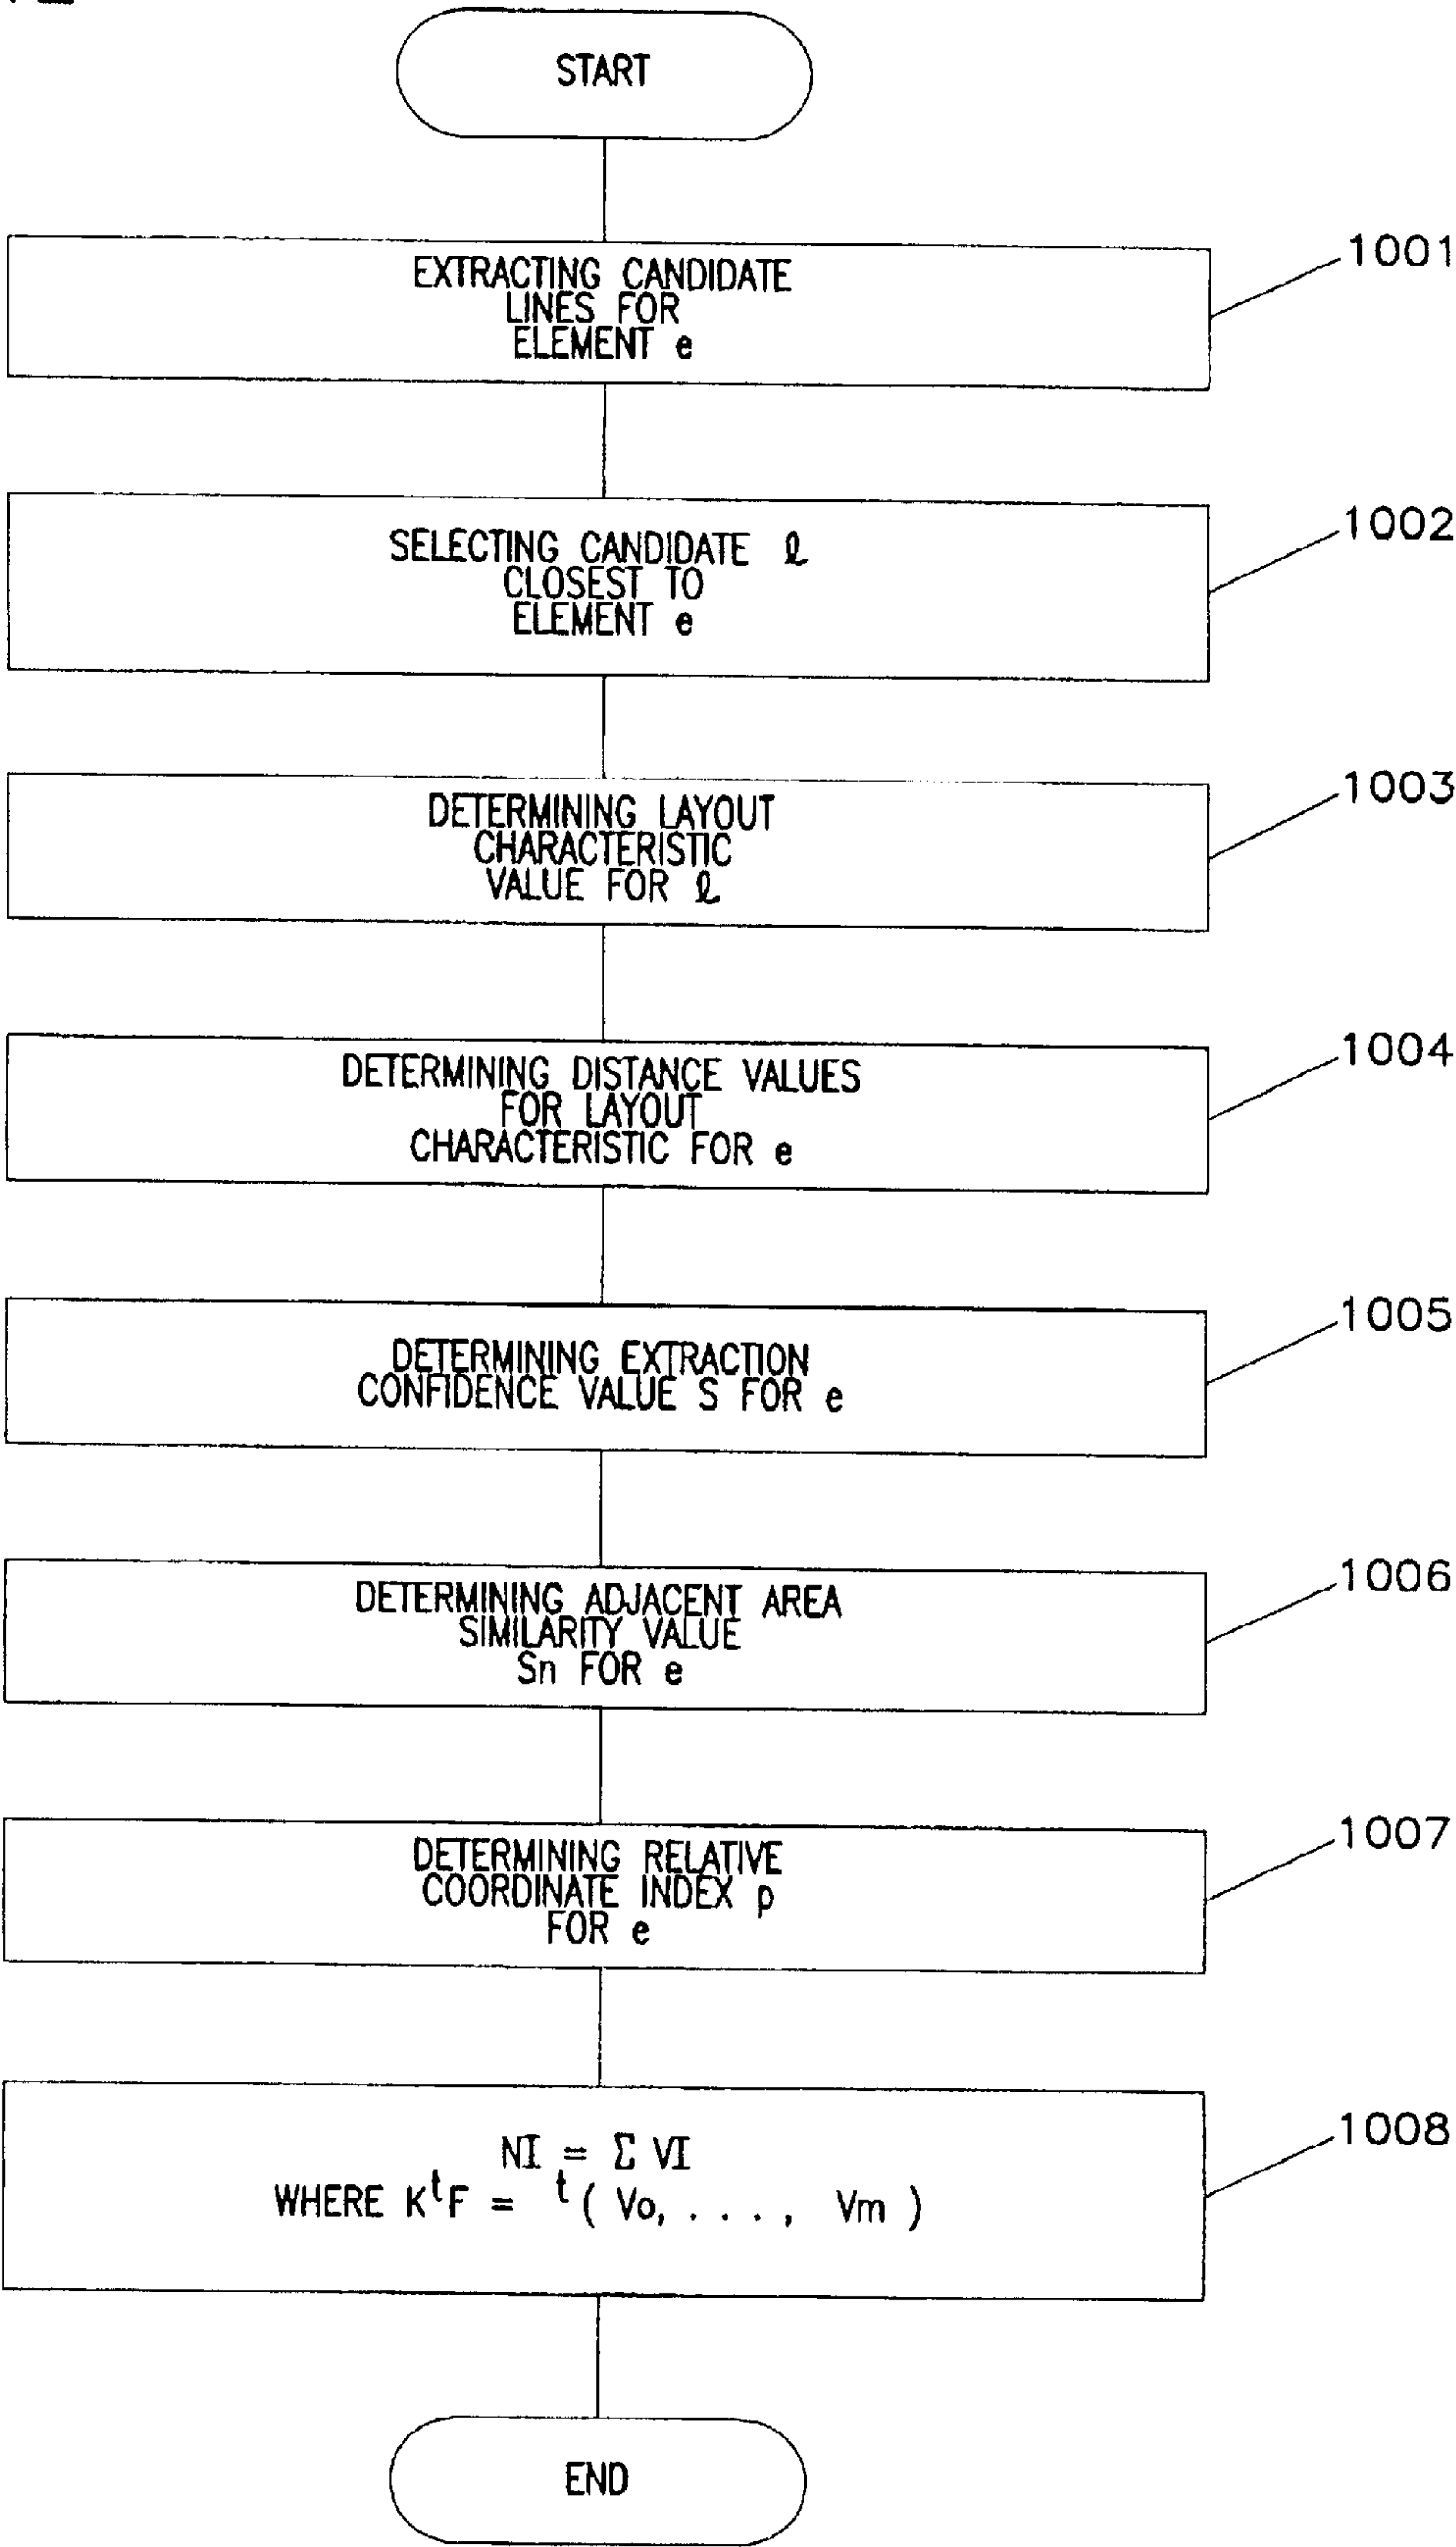 START
EXTRACTING CANDIDATE
LINES FOR
ELEMENT e
1001
SELECTING CANDIDATE ℓ
CLOSEST TO
ELEMENT e
1002
DETERMINING LAYOUT
CHARACTERISTIC
VALUE FOR ℓ
1003
DETERMINING DISTANCE VALUES
FOR LAYOUT
CHARACTERISTIC FOR e
1004
DETERMINING EXTRACTION
CONFIDENCE VALUE S FOR e
1005
DETERMINING ADJACENT AREA
SIMILARITY VALUE
Sn FOR e
1006
DETERMINING RELATIVE
COORDINATE INDEX p
FOR e
1007
NI = Σ VI
WHERE KᵗF = ᵗ( Vo, . . . , Vm )
1008
END